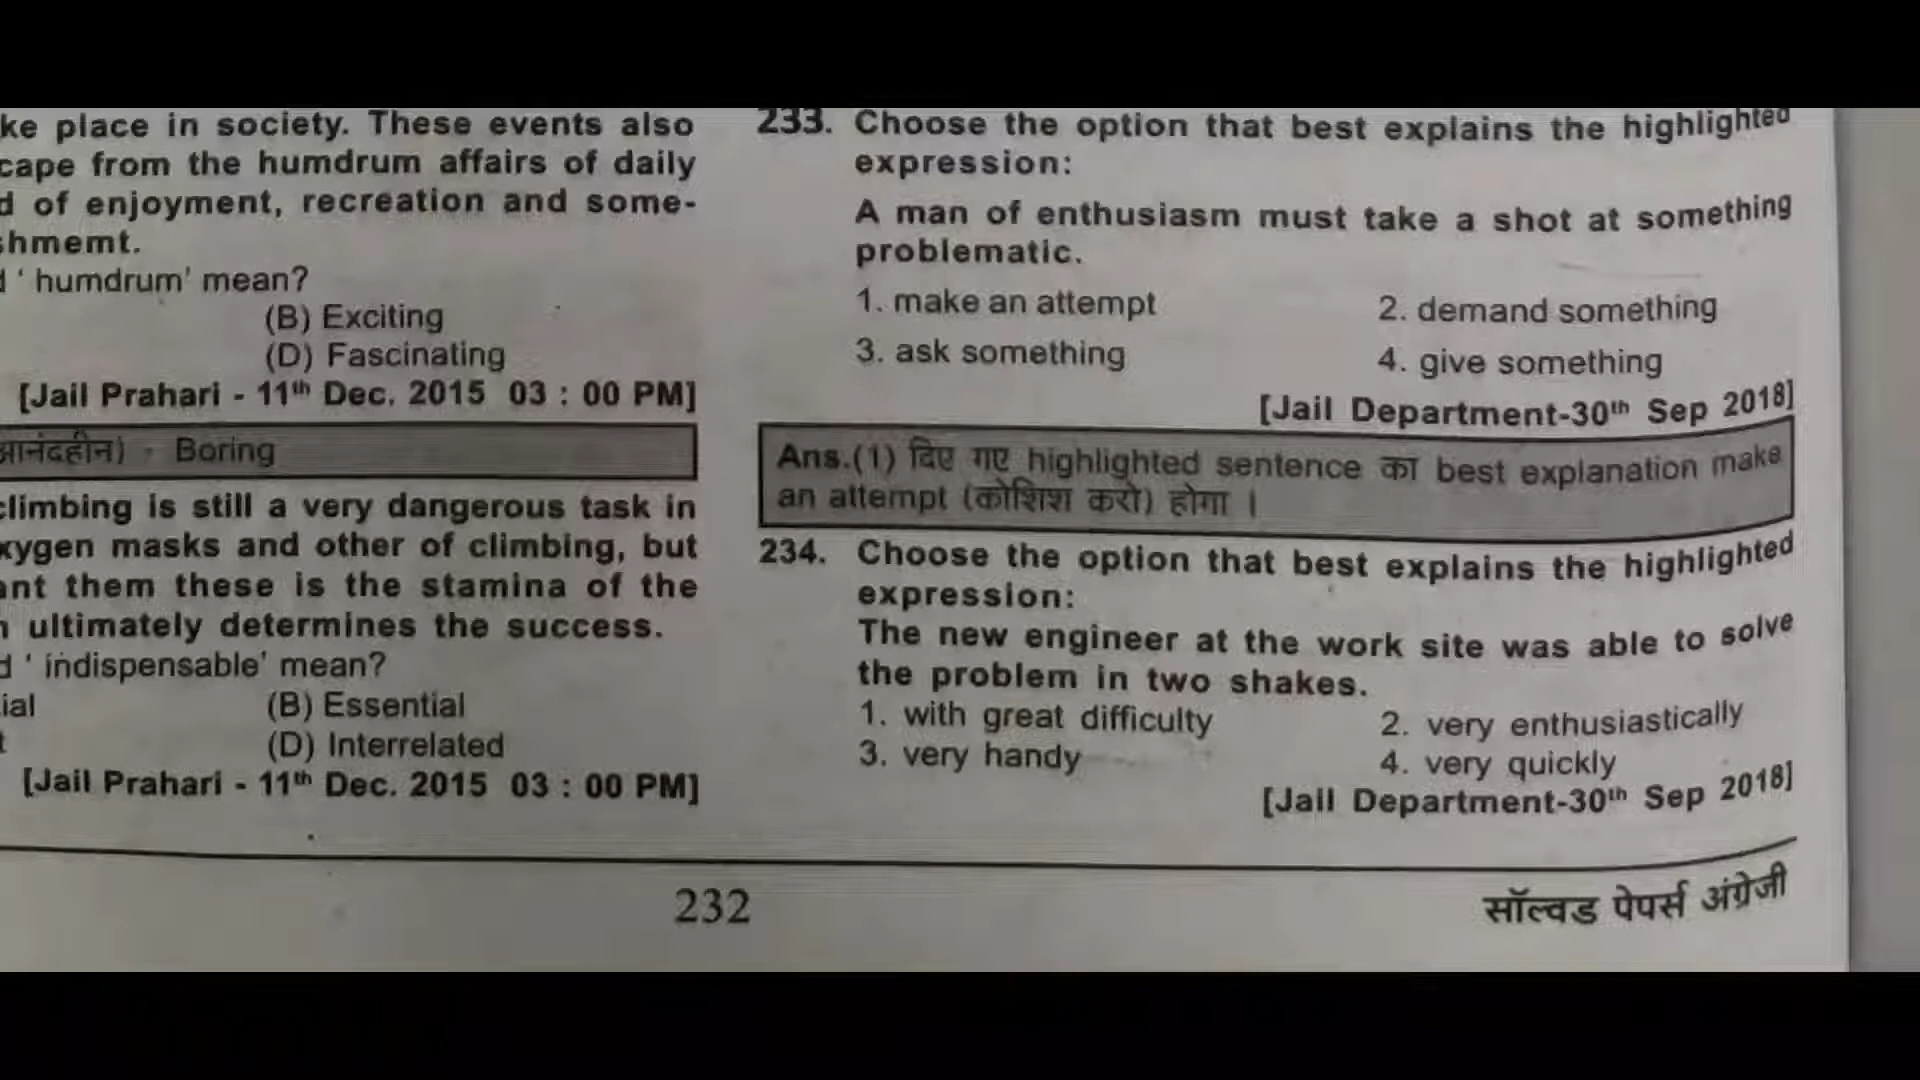 ke place in society. These events also
cape from the humdrum affairs of daily
d of enjoyment, recreation and some-
shmemt.
d ' humdrum' mean?
(B) Exciting
(D) Fascinating
[Jail Prahari - 11th Dec. 2015 03 : 00 PM]
आनंदहीन) - Boring
climbing is still a very dangerous task in
xygen masks and other of climbing, but
ant them these is the stamina of the
ultimately determines the success.
d ' indispensable' mean?
ial (B) Essential
t (D) Interrelated
[Jail Prahari - 11th Dec. 2015 03 : 00 PM]
233. Choose the option that best explains the highlighted
expression:
A man of enthusiasm must take a shot at something
problematic.
1. make an attempt 2. demand something
3. ask something 4. give something
[Jail Department-30th Sep 2018]
Ans.(1) दिए गए highlighted sentence का best explanation make
an attempt (कोशिश करो) होगा ।
234. Choose the option that best explains the highlighted
expression:
The new engineer at the work site was able to solve
the problem in two shakes.
1. with great difficulty 2. very enthusiastically
3. very handy 4. very quickly
[Jail Department-30th Sep 2018]
232
सॉल्वड पेपर्स अंग्रेजी